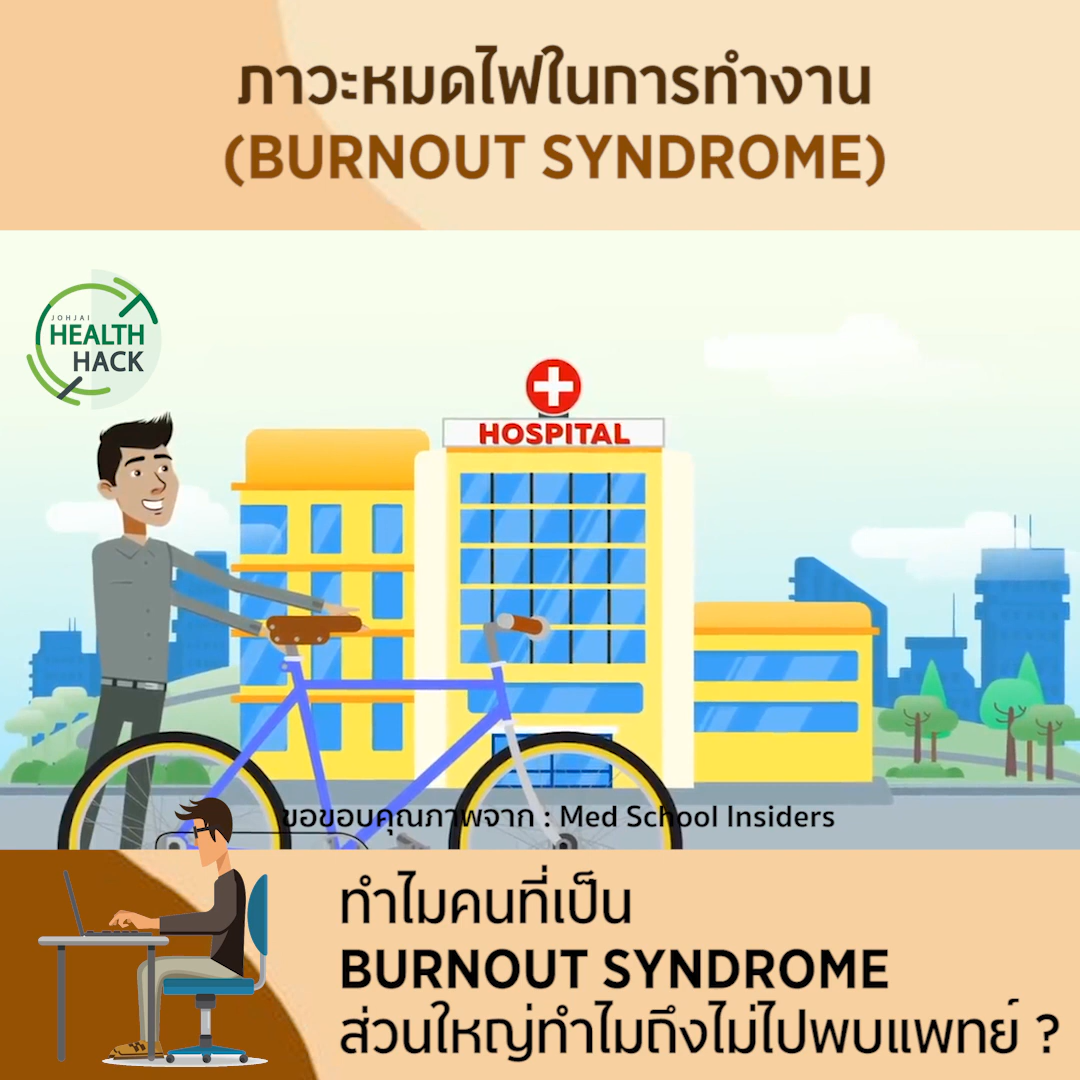 ภาวะหมดไฟในการทำงาน
(BURNOUT SYNDROME)
JOHJAI
HEALTH
HACK
HOSPITAL
ขอขอบคุณภาพจาก : Med School Insiders
ทำไมคนที่เป็น
BURNOUT SYNDROME
ส่วนใหญ่ทำไมถึงไม่ไปพบแพทย์ ?